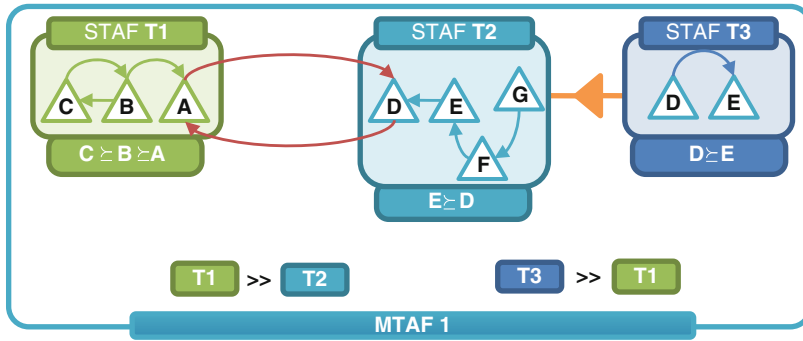 STAF T1
STAF T2
STAF T3
C B A
D E G
F
D E
C ⪰ B ⪰ A
E ⪰ D
D ⪰ E
T1 >> T2
T3 >> T1
MTAF 1